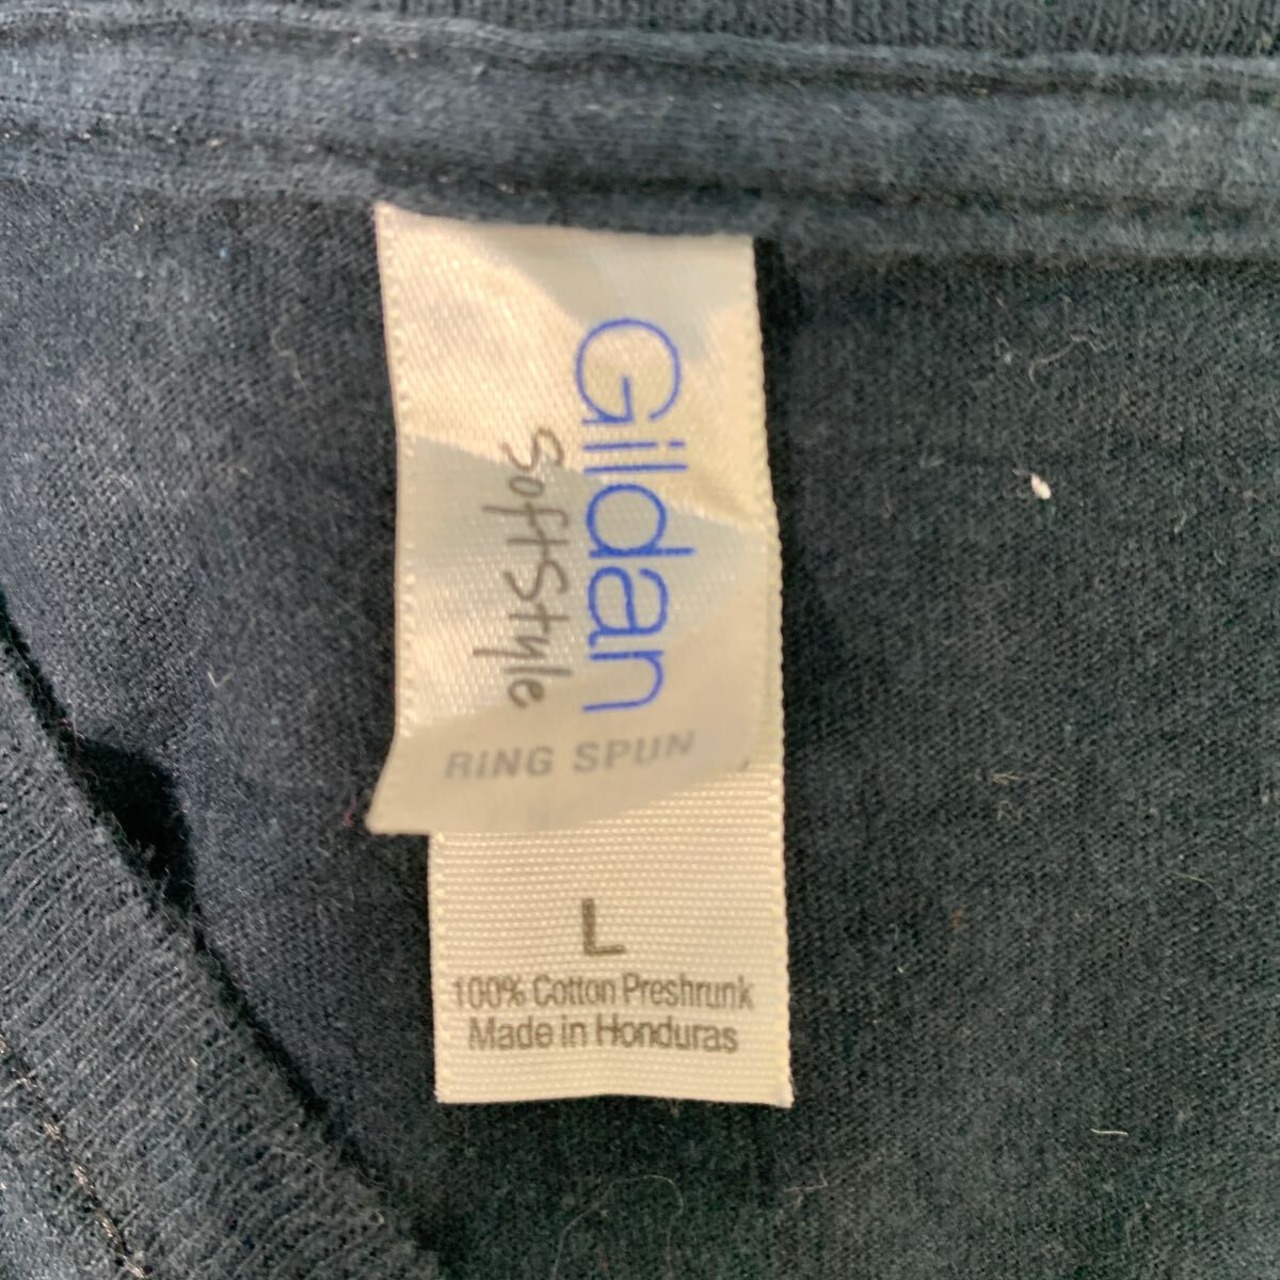 Gildan
SoftStyle
RING SPUN
L
100% Cotton Preshrunk
Made in Honduras